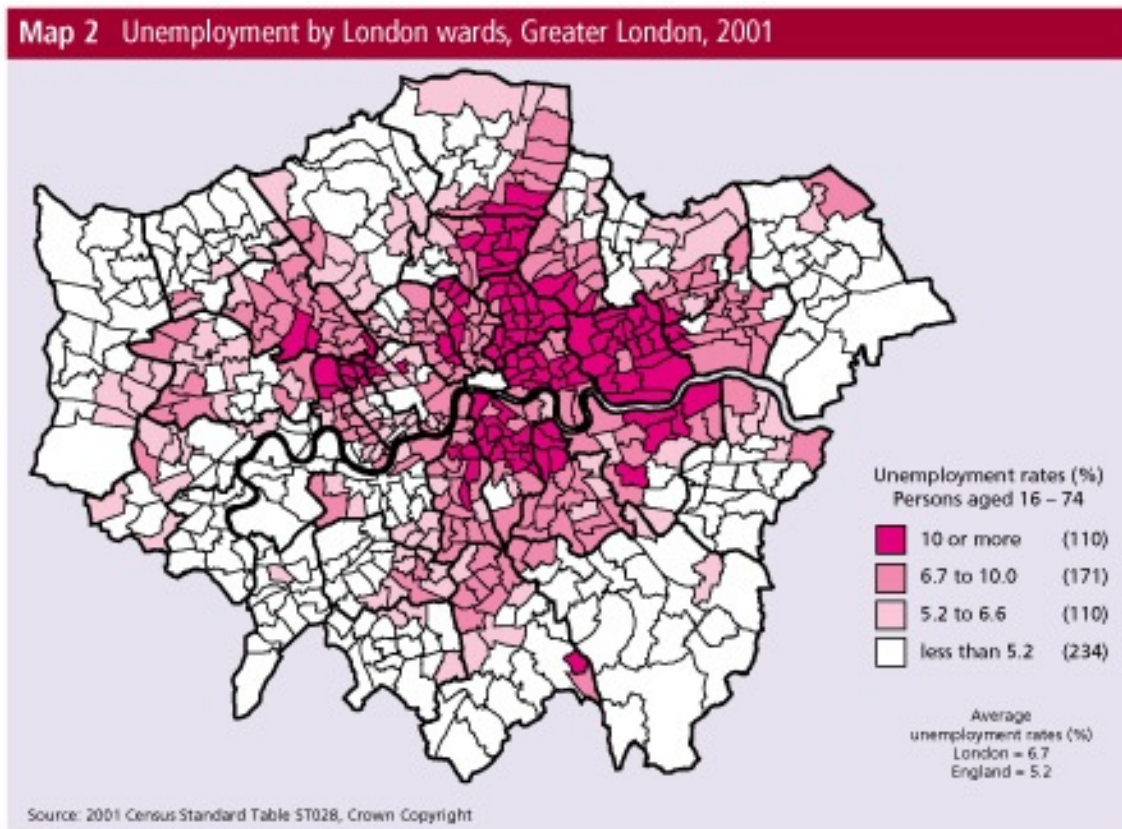 Map 2 Unemployment by London wards, Greater London, 2001
Unemployment rates (%)
Persons aged 16 – 74
10 or more (110)
6.7 to 10.0 (171)
5.2 to 6.6 (110)
less than 5.2 (234)
Average
unemployment rates (%)
London = 6.7
England = 5.2
Source: 2001 Census Standard Table ST028, Crown Copyright